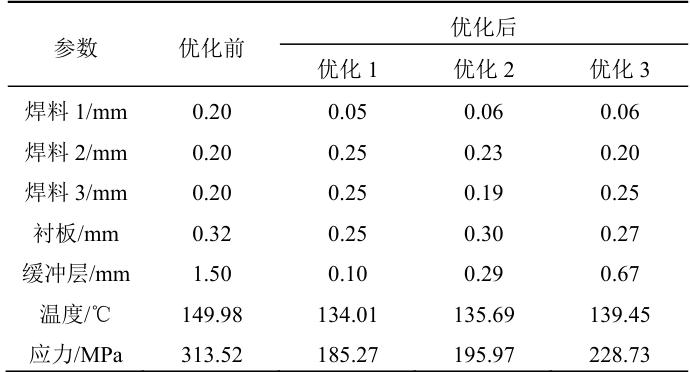 参数 优化前 优化后
优化 1 优化 2 优化 3
焊料 1/mm 0.20 0.05 0.06 0.06
焊料 2/mm 0.20 0.25 0.23 0.20
焊料 3/mm 0.20 0.25 0.19 0.25
衬板/mm 0.32 0.25 0.30 0.27
缓冲层/mm 1.50 0.10 0.29 0.67
温度/℃ 149.98 134.01 135.69 139.45
应力/MPa 313.52 185.27 195.97 228.73